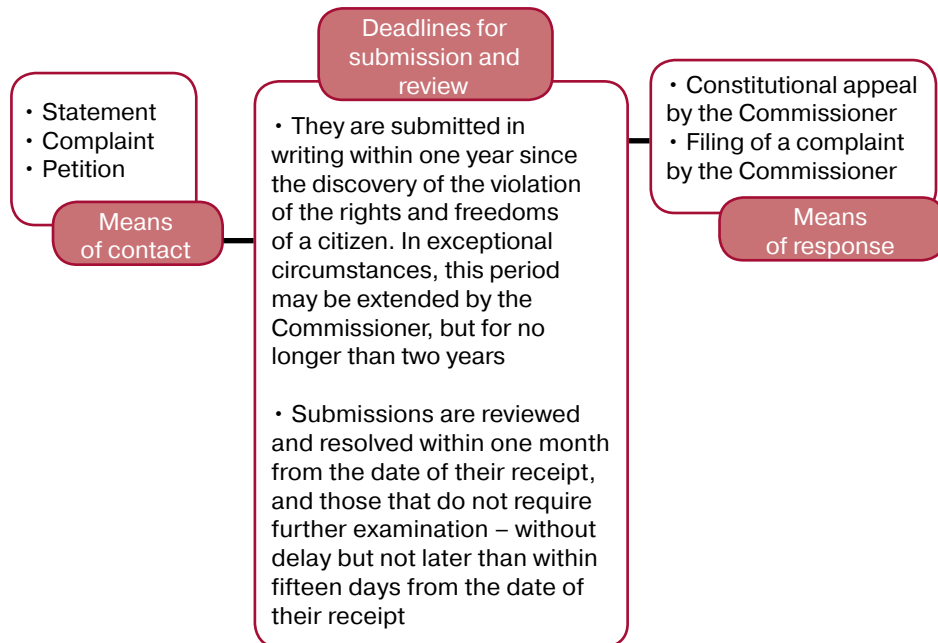 · Statement
· Complaint
· Petition
Means
of contact
Deadlines for
submission and
review
· They are submitted in
writing within one year since
the discovery of the violation
of the rights and freedoms
of a citizen. In exceptional
circumstances, this period
may be extended by the
Commissioner, but for no
longer than two years
· Submissions are reviewed
and resolved within one month
from the date of their receipt,
and those that do not require
further examination – without
delay but not later than within
fifteen days from the date of
their receipt
· Constitutional appeal
by the Commissioner
· Filing of a complaint
by the Commissioner
Means
of response